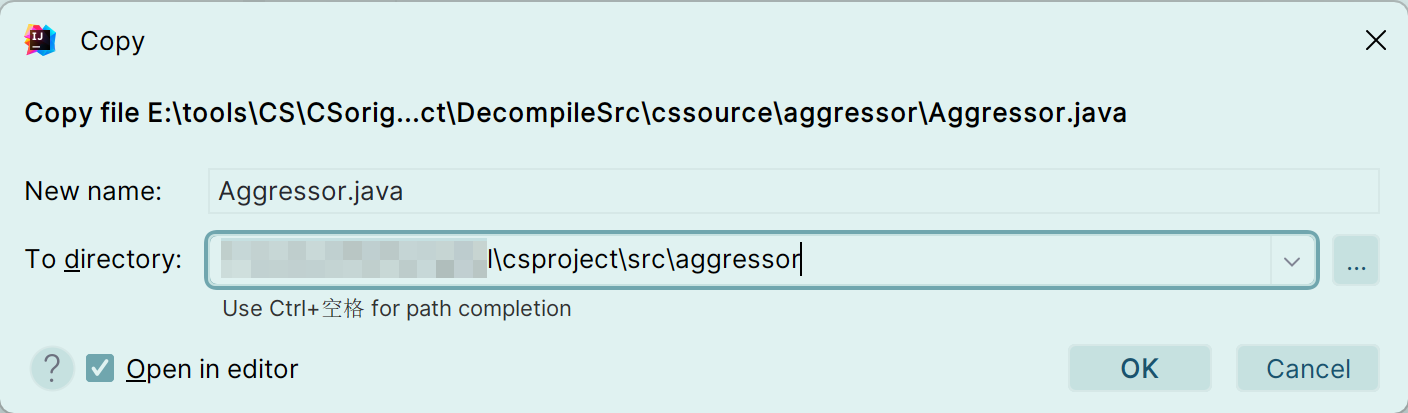 IJ Copy
Copy file E:\tools\CS\CSorig...ct\DecompileSrc\cssource\aggressor\Aggressor.java
New name: Aggressor.java
To directory: l\csproject\src\aggressor ...
Use Ctrl+空格 for path completion
? Open in editor OK Cancel